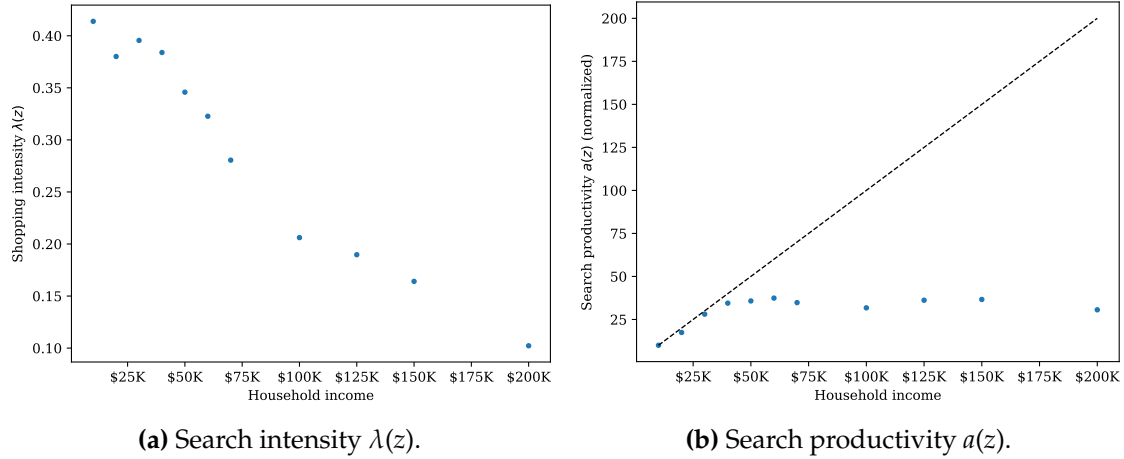 Shopping intensity λ(z)
0.40
0.35
0.30
0.25
0.20
0.15
0.10
$25K $50K $75K $100K $125K $150K $175K $200K
Household income
(a) Search intensity λ(z).
Search productivity a(z) (normalized)
200
175
150
125
100
75
50
25
$25K $50K $75K $100K $125K $150K $175K $200K
Household income
(b) Search productivity a(z).